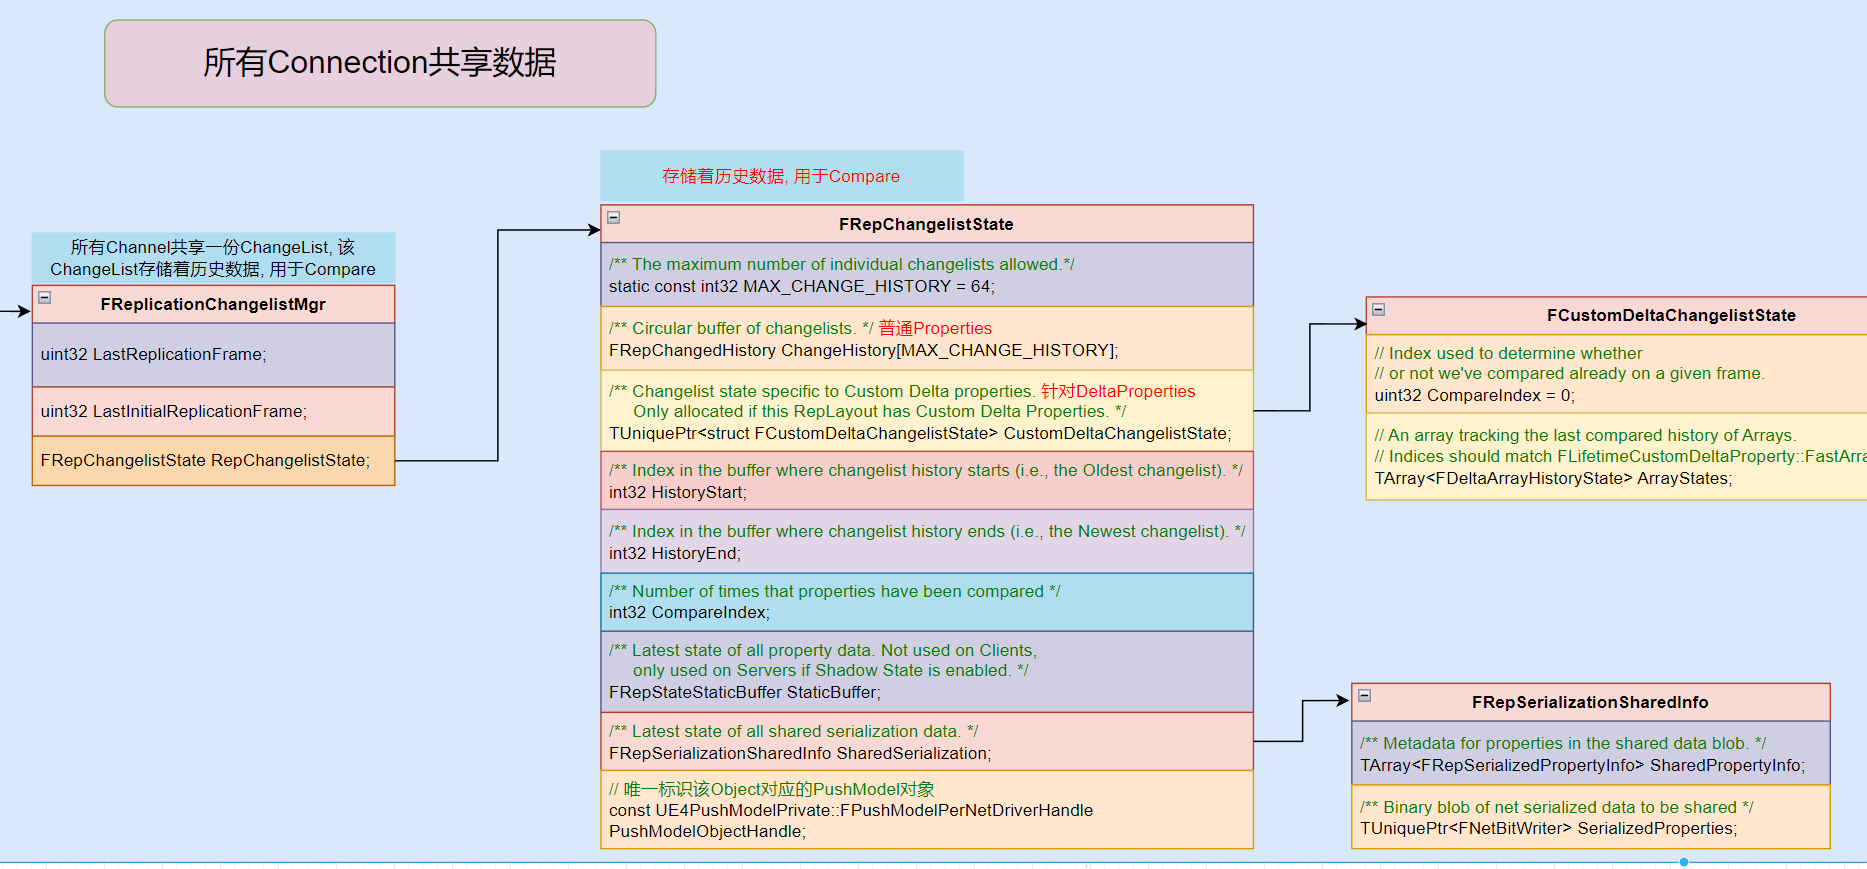 所有Connection共享数据
所有Channel共享一份ChangeList, 该
ChangeList存储着历史数据, 用于Compare
FReplicationChangelistMgr
uint32 LastReplicationFrame;
uint32 LastInitialReplicationFrame;
FRepChangelistState RepChangelistState;
存储着历史数据, 用于Compare
FRepChangelistState
/** The maximum number of individual changelists allowed.*/
static const int32 MAX_CHANGE_HISTORY = 64;
/** Circular buffer of changelists. */ 普通Properties
FRepChangedHistory ChangeHistory[MAX_CHANGE_HISTORY];
/** Changelist state specific to Custom Delta properties. 针对DeltaProperties
Only allocated if this RepLayout has Custom Delta Properties. */
TUniquePtr<struct FCustomDeltaChangelistState> CustomDeltaChangelistState;
/** Index in the buffer where changelist history starts (i.e., the Oldest changelist). */
int32 HistoryStart;
/** Index in the buffer where changelist history ends (i.e., the Newest changelist). */
int32 HistoryEnd;
/** Number of times that properties have been compared */
int32 CompareIndex;
/** Latest state of all property data. Not used on Clients,
only used on Servers if Shadow State is enabled. */
FRepStateStaticBuffer StaticBuffer;
/** Latest state of all shared serialization data. */
FRepSerializationSharedInfo SharedSerialization;
// 唯一标识该Object对应的PushModel对象
const UE4PushModelPrivate::FPushModelPerNetDriverHandle
PushModelObjectHandle;
FCustomDeltaChangelistState
// Index used to determine whether
// or not we've compared already on a given frame.
uint32 CompareIndex = 0;
// An array tracking the last compared history of Arrays.
// Indices should match FLifetimeCustomDeltaProperty::FastArra
TArray<FDeltaArrayHistoryState> ArrayStates;
FRepSerializationSharedInfo
/** Metadata for properties in the shared data blob. */
TArray<FRepSerializedPropertyInfo> SharedPropertyInfo;
/** Binary blob of net serialized data to be shared */
TUniquePtr<FNetBitWriter> SerializedProperties;